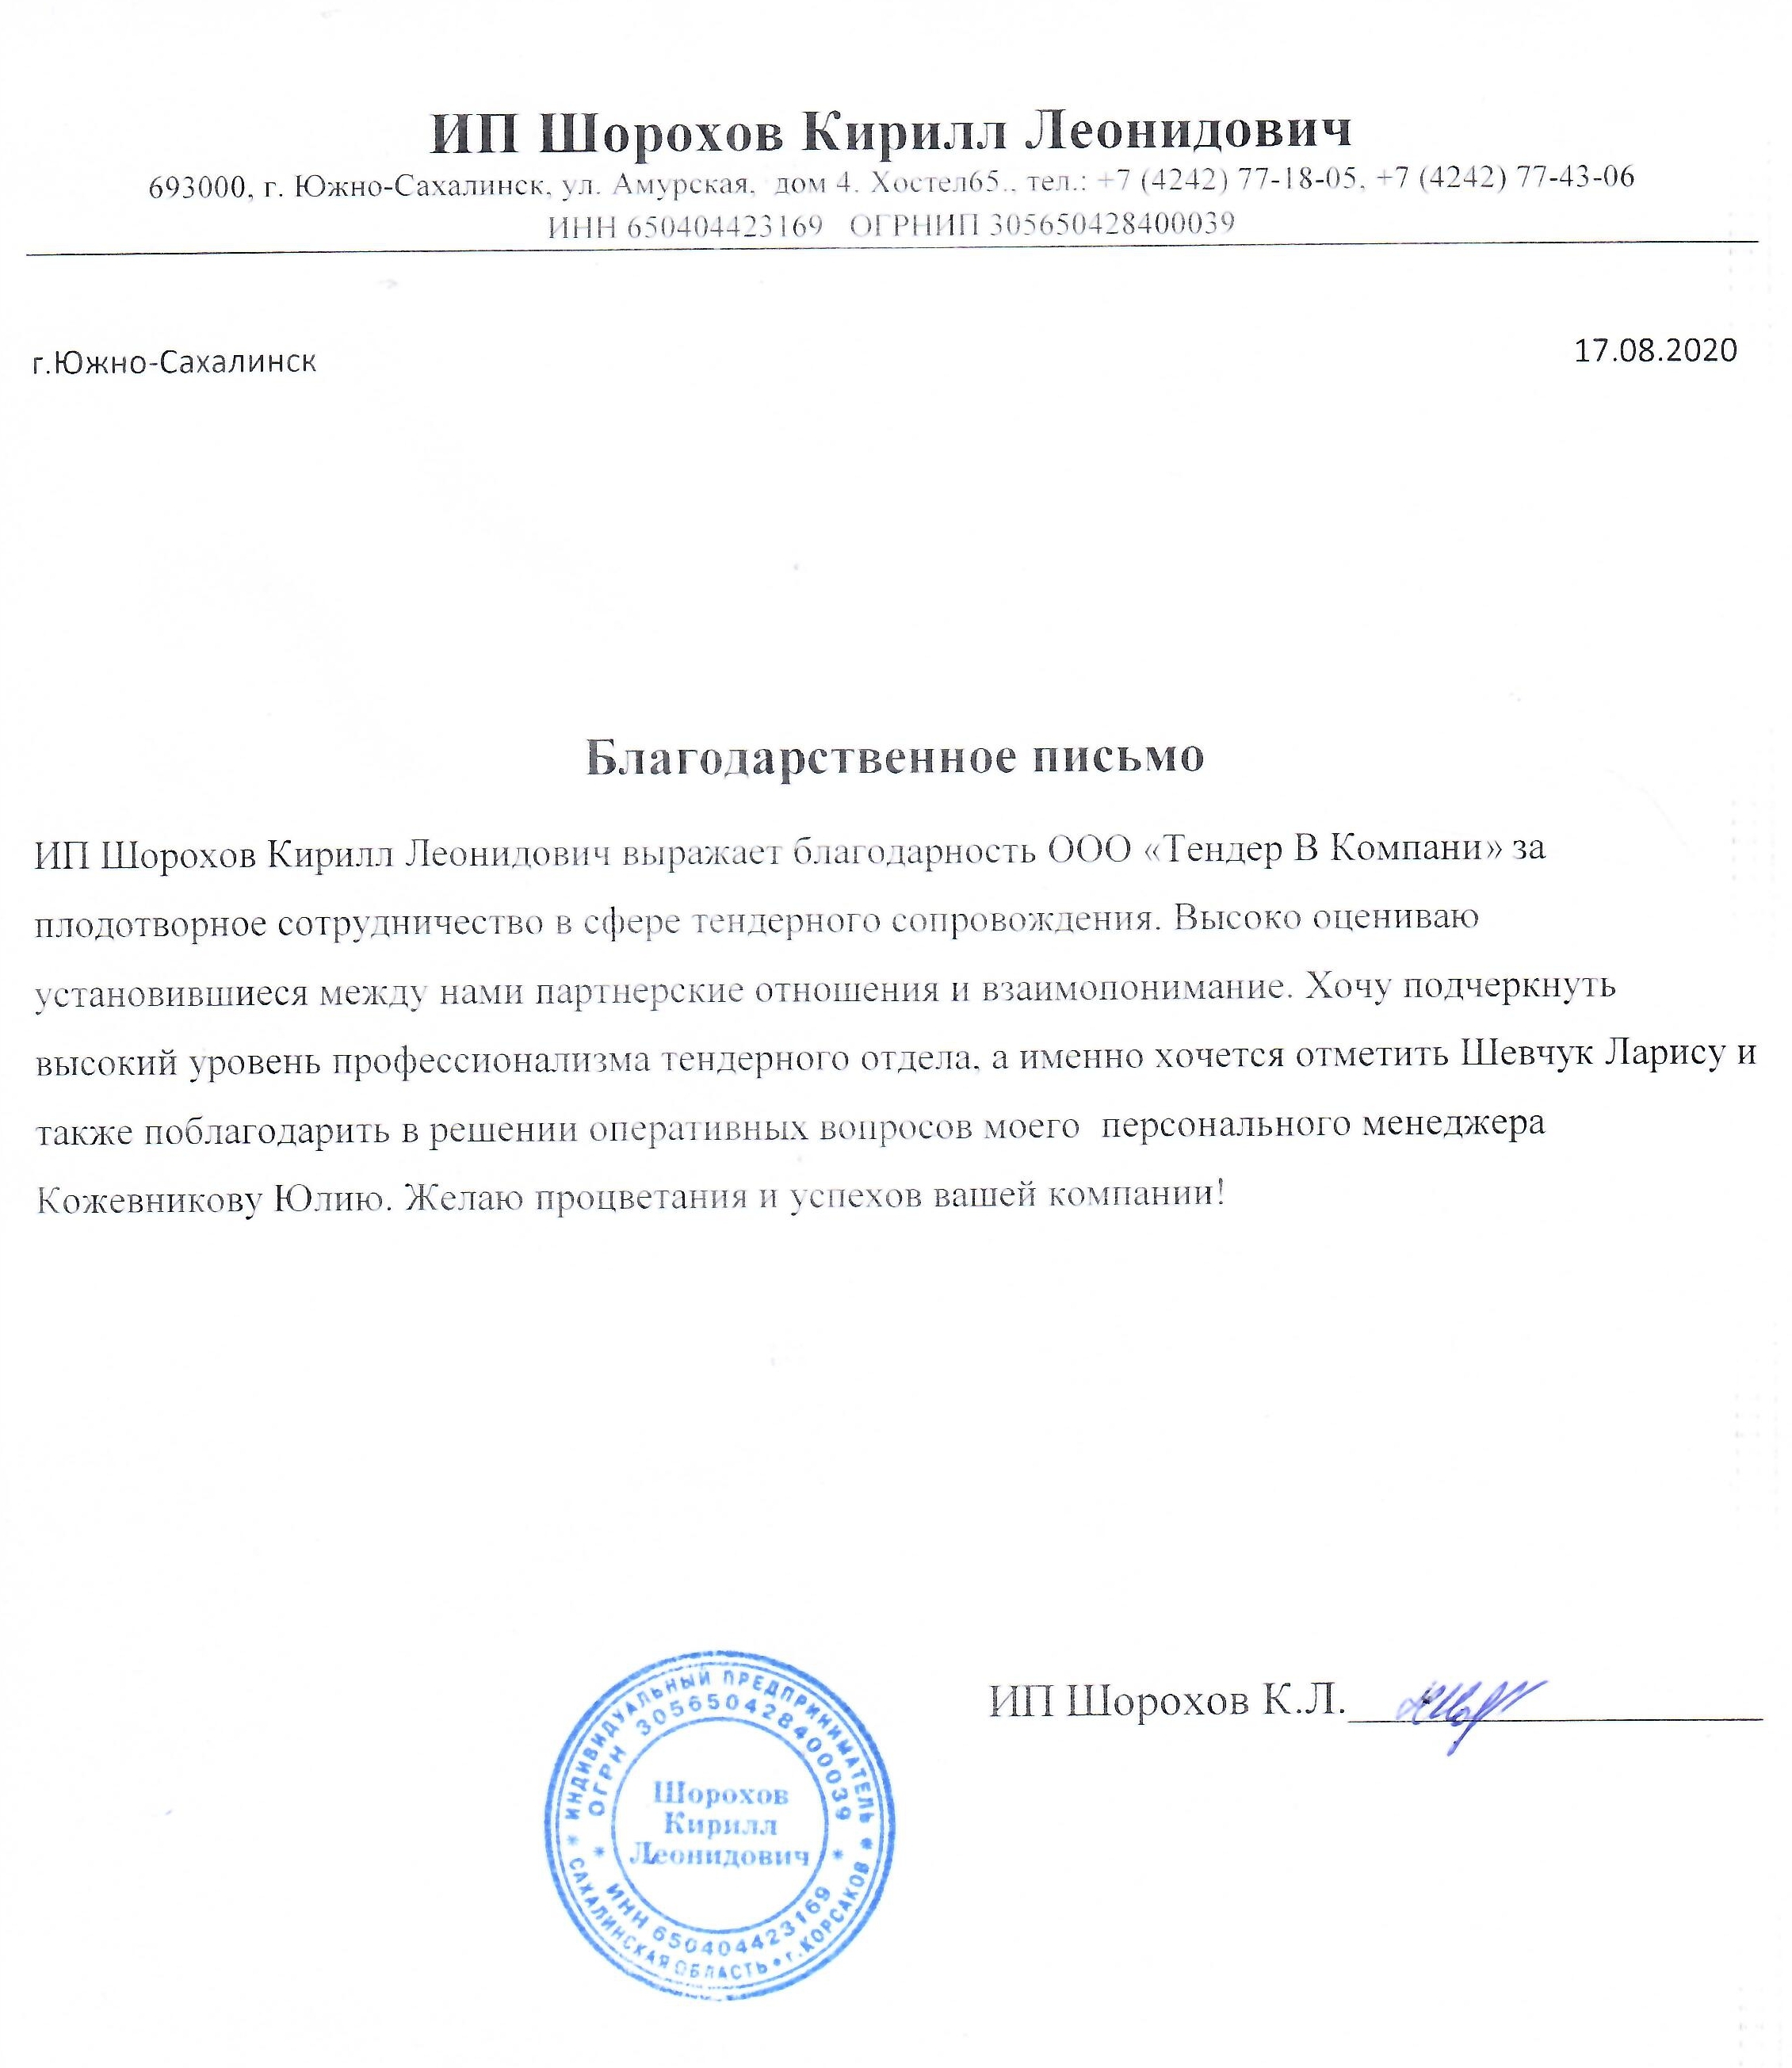 ИП Шорохов Кирилл Леонидович
693000, г. Южно-Сахалинск, ул. Амурская,  дом 4. Хостел65., тел.: +7 (4242) 77-18-05, +7 (4242) 77-43-06
ИНН 650404423169   ОГРНИП 305650428400039
г.Южно-Сахалинск
17.08.2020
Благодарственное письмо
ИП Шорохов Кирилл Леонидович выражает благодарность ООО «Тендер В Компани» за
плодотворное сотрудничество в сфере тендерного сопровождения. Высоко оцениваю
установившиеся между нами партнерские отношения и взаимопонимание. Хочу подчеркнуть
высокий уровень профессионализма тендерного отдела, а именно хочется отметить Шевчук Ларису и
также поблагодарить в решении оперативных вопросов моего  персонального менеджера
Кожевникову Юлию. Желаю процветания и успехов вашей компании!
ИП Шорохов К.Л.
ИНДИВИДУАЛЬНЫЙ ПРЕДПРИНИМАТЕЛЬ
ОГРН 305650428400039
Шорохов
Кирилл
Леонидович
ИНН 650404423169
САХАЛИНСКАЯ ОБЛАСТЬ • г. КОРСАКОВ